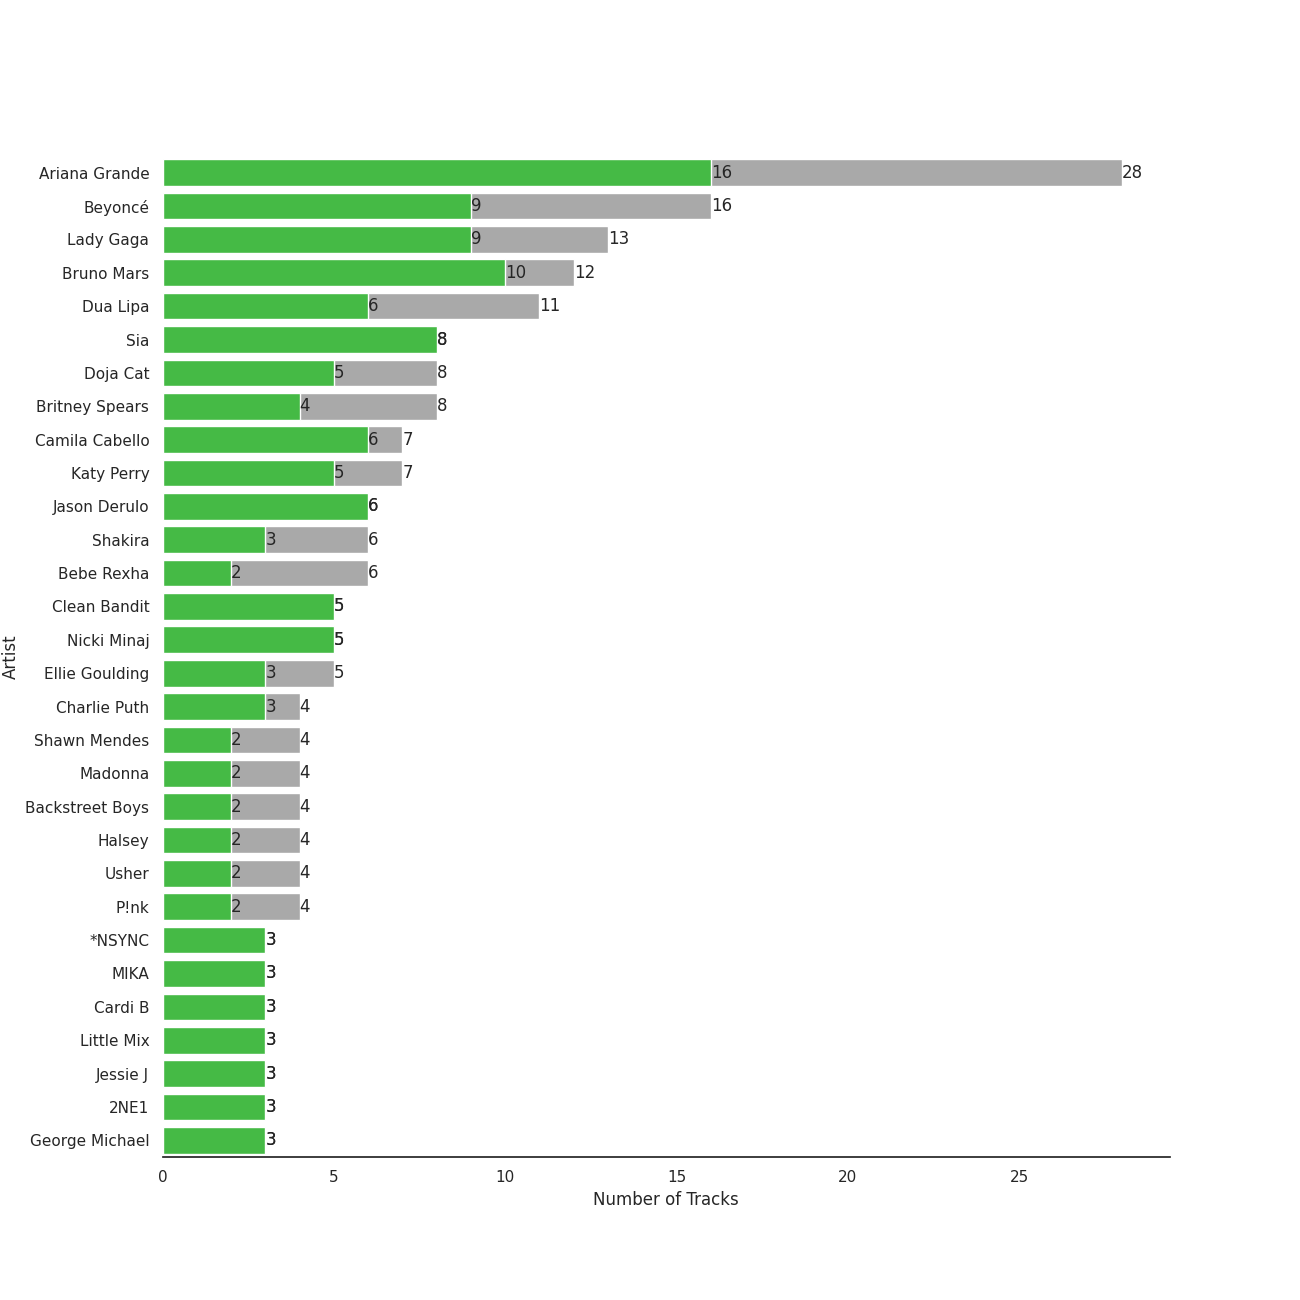 Ariana Grande 16 28
Beyoncé 9 16
Lady Gaga 9 13
Bruno Mars 10 12
Dua Lipa 6 11
Sia 8
Doja Cat 5 8
Britney Spears 4 8
Camila Cabello 6 7
Katy Perry 5 7
Jason Derulo 6
Shakira 3 6
Bebe Rexha 2 6
Clean Bandit 5
Nicki Minaj 5
Ellie Goulding 3 5
Charlie Puth 3 4
Shawn Mendes 2 4
Madonna 2 4
Backstreet Boys 2 4
Halsey 2 4
Usher 2 4
P!nk 2 4
*NSYNC 3
MIKA 3
Cardi B 3
Little Mix 3
Jessie J 3
2NE1 3
George Michael 3
Artist
0 5 10 15 20 25
Number of Tracks